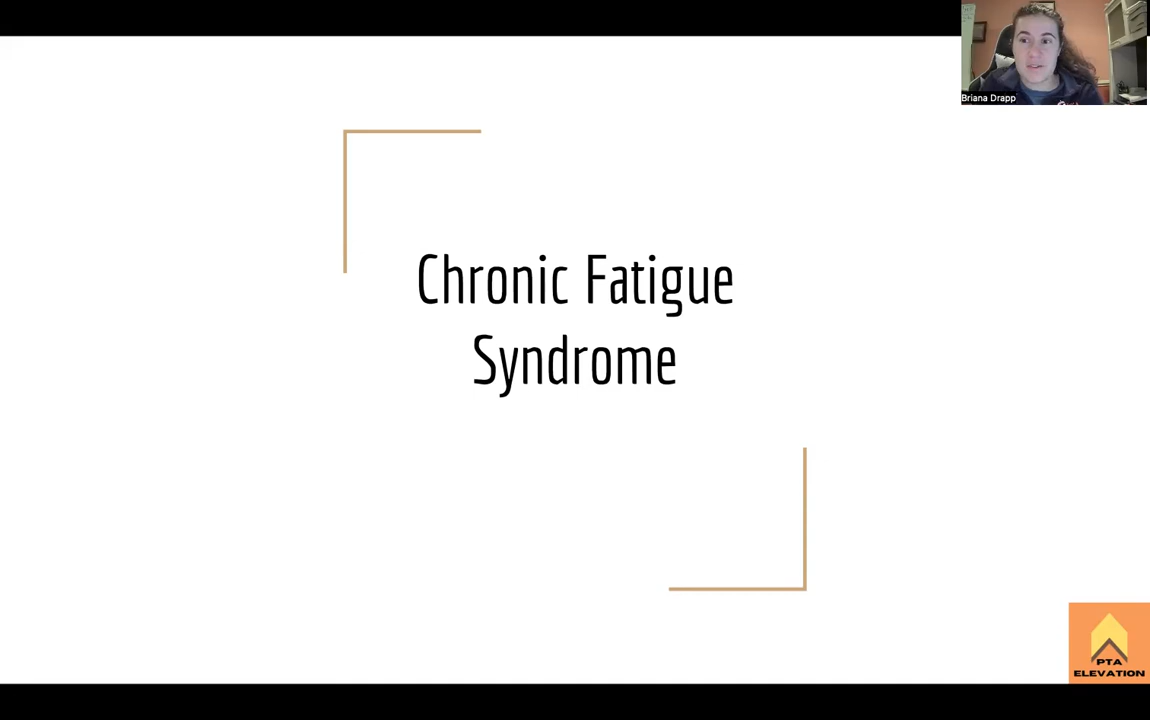 Briana Drapp
Chronic Fatigue
Syndrome
PTA
ELEVATION